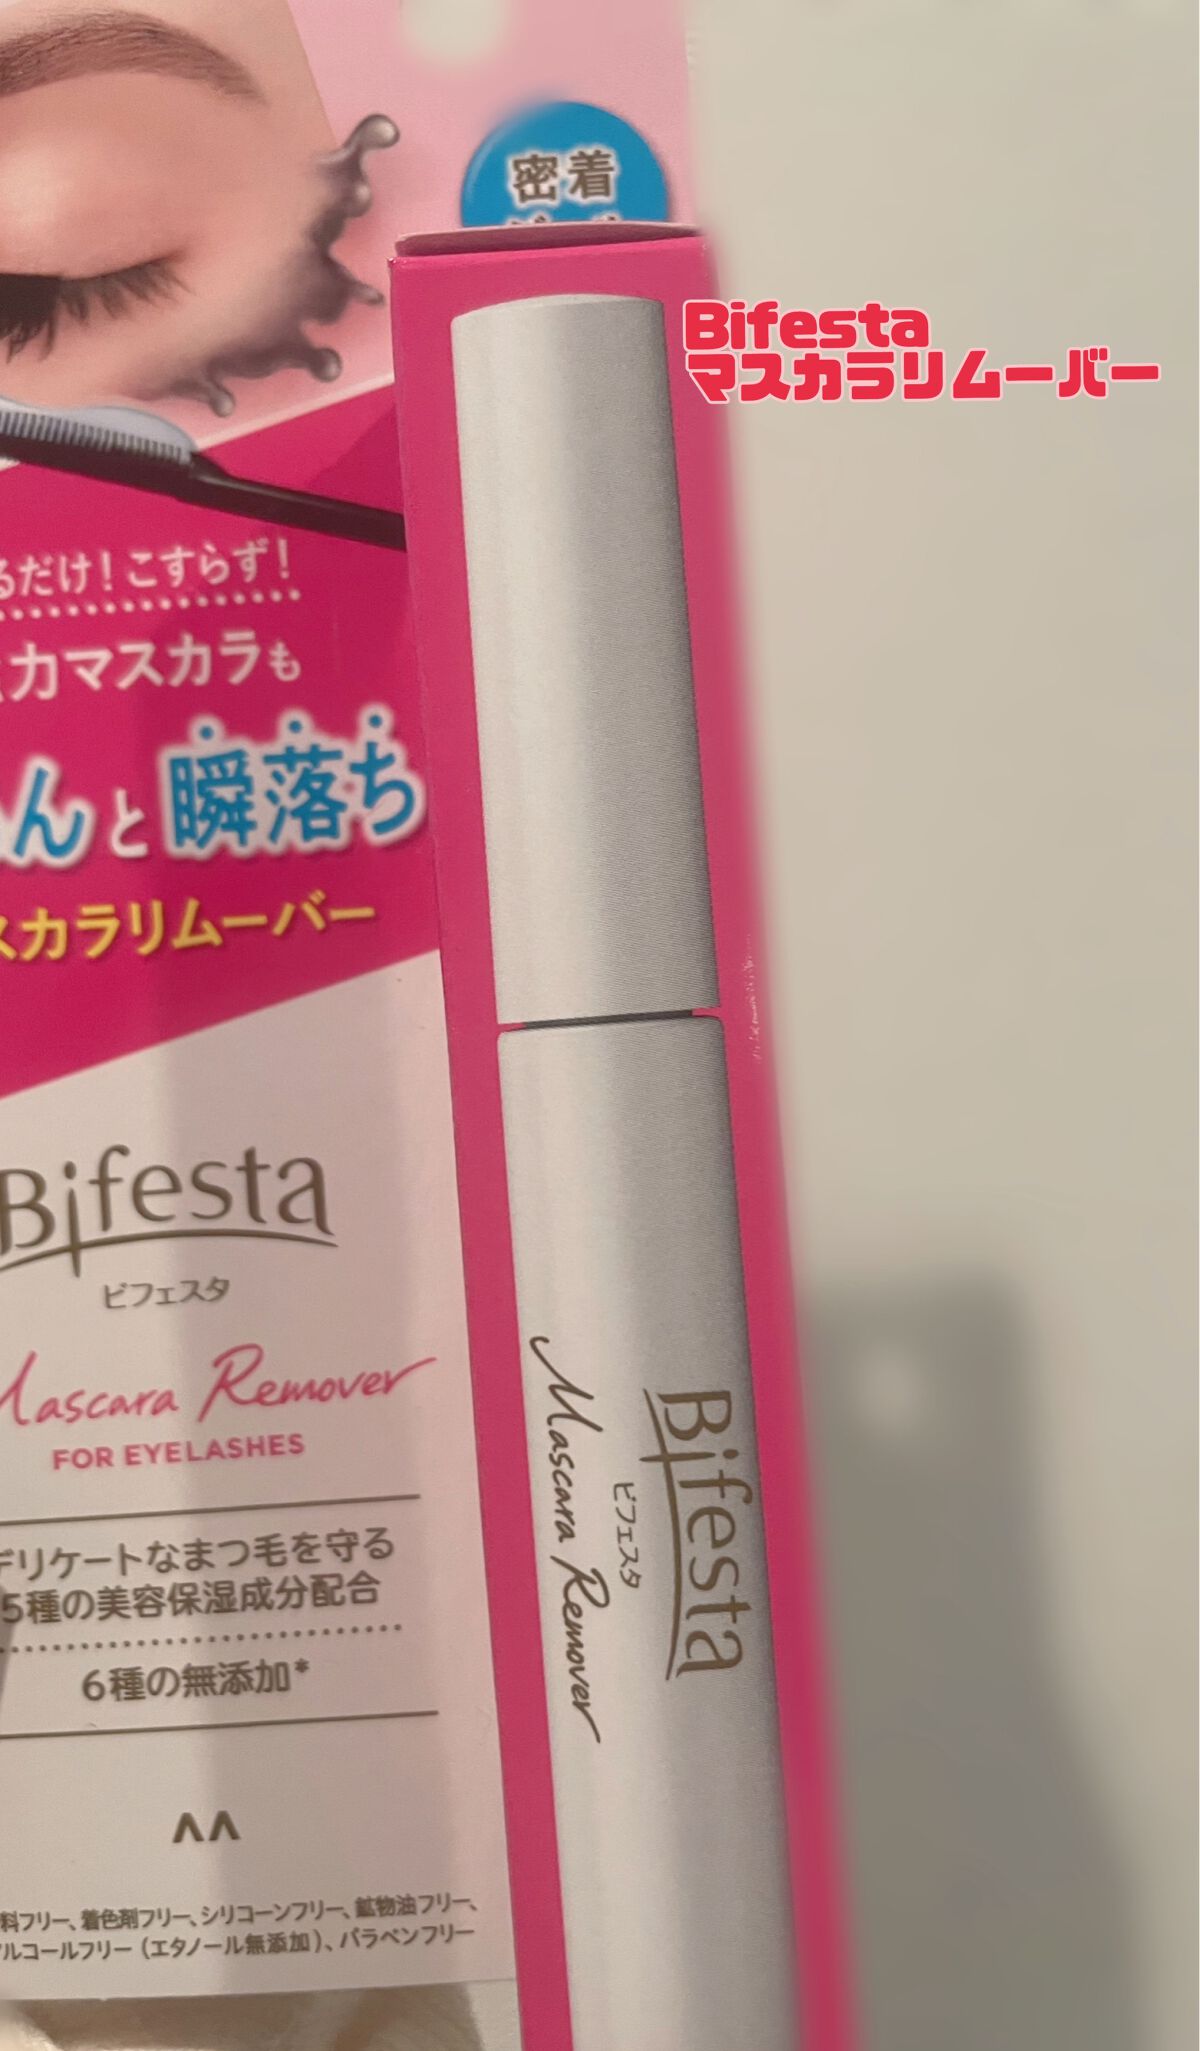 密着
Bifesta
マスカラリムーバー
るだけ！こすらず！
力マスカラも
んと瞬落ち
スカラリムーバー
Bifesta
ビフェスタ
Mascara Remover
FOR EYELASHES
デリケートなまつ毛を守る
5種の美容保湿成分配合
6種の無添加*
料フリー、着色剤フリー、シリコーンフリー、鉱物油フリー、
アルコールフリー（エタノール無添加）、パラベンフリー
Bifesta
ビフェスタ
Mascara Remover